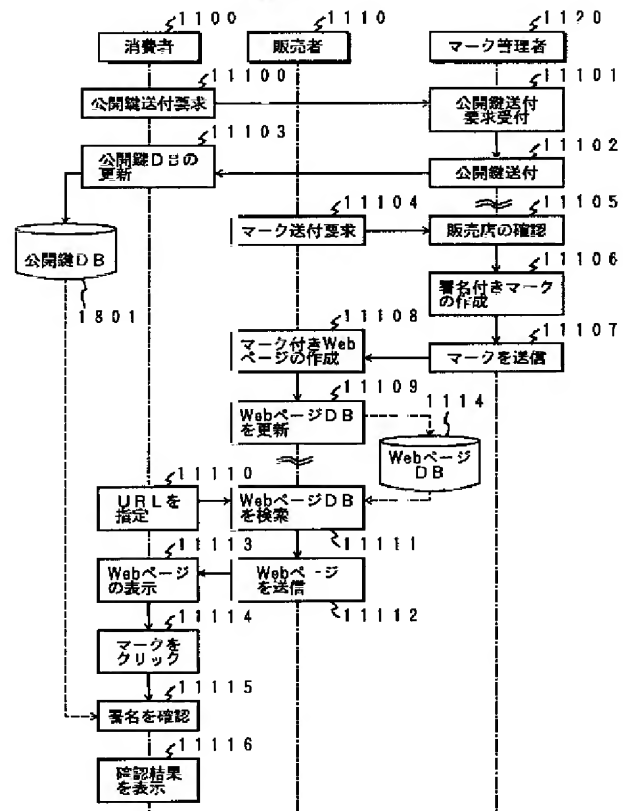 1100
1110
1120
消費者
販売者
マーク管理者
11100
11101
公開鍵送付要求
公開鍵送付
要求受付
11103
11102
公開鍵DBの
更新
公開鍵送付
11104
11105
公開鍵DB
マーク送付要求
販売店の確認
1801
11106
署名付きマーク
の作成
11108
11107
マーク付きWeb
ページの作成
マークを送信
11109
1114
WebページDB
を更新
Webページ
DB
11110
URLを
指定
WebページDB
を検索
11113
11111
Webページ
の表示
Webページ
を送信
11114
11112
マークを
クリック
11115
署名を確認
11116
確認結果
を表示